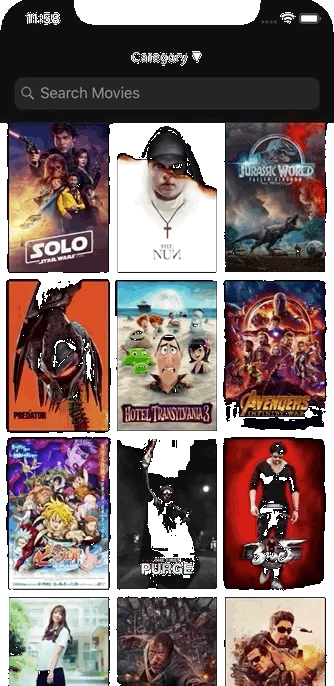 11:58
Category ▼
Search Movies
SOLO
STAR WARS
THE
NUN
JURASSIC WORLD
FALLEN KINGDOM
PREDATOR
HOTEL TRANSYLVANIA 3
AVENGERS
INFINITY WAR
PURGE